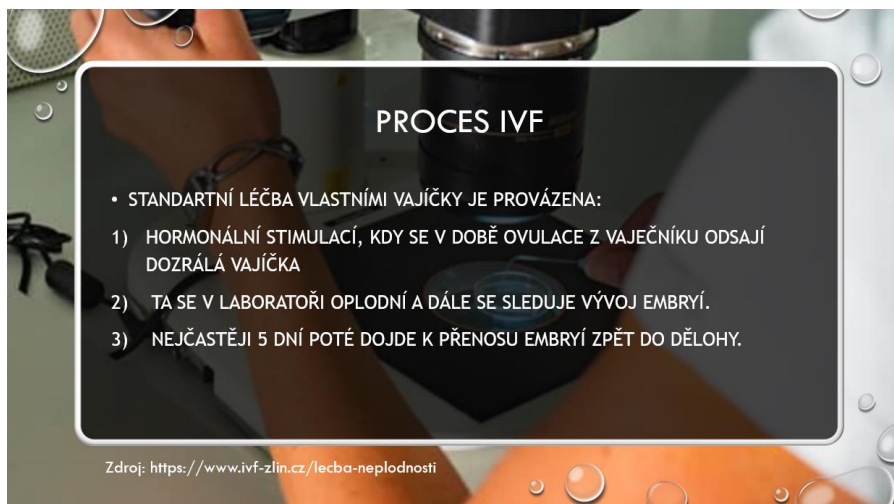 PROCES IVF
• STANDARTNÍ LÉČBA VLASTNÍMI VAJÍČKY JE PROVÁZENA:
1) HORMONÁLNÍ STIMULACÍ, KDY SE V DOBĚ OVULACE Z VAJEČNÍKU ODSAJÍ
DOZRÁLÁ VAJÍČKA
2) TA SE V LABORATOŘI OPLODNÍ A DÁLE SE SLEDUJE VÝVOJ EMBRYÍ.
3) NEJČASTĚJI 5 DNÍ POTÉ DOJDE K PŘENOSU EMBRYÍ ZPĚT DO DĚLOHY.
Zdroj: https://www.ivf-zlin.cz/lecba-neplodnosti